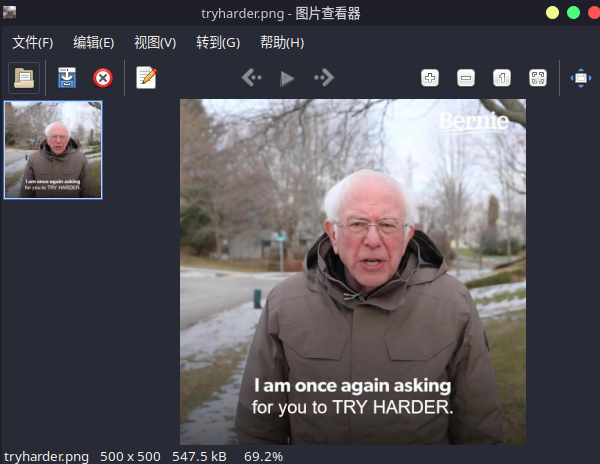 tryharder.png - 图片查看器
文件(F) 编辑(E) 视图(V) 转到(G) 帮助(H)
1
Bernie
I am once again asking
for you to TRY HARDER.
I am once again asking
for you to TRY HARDER.
tryharder.png 500 x 500 547.5 kB 69.2%